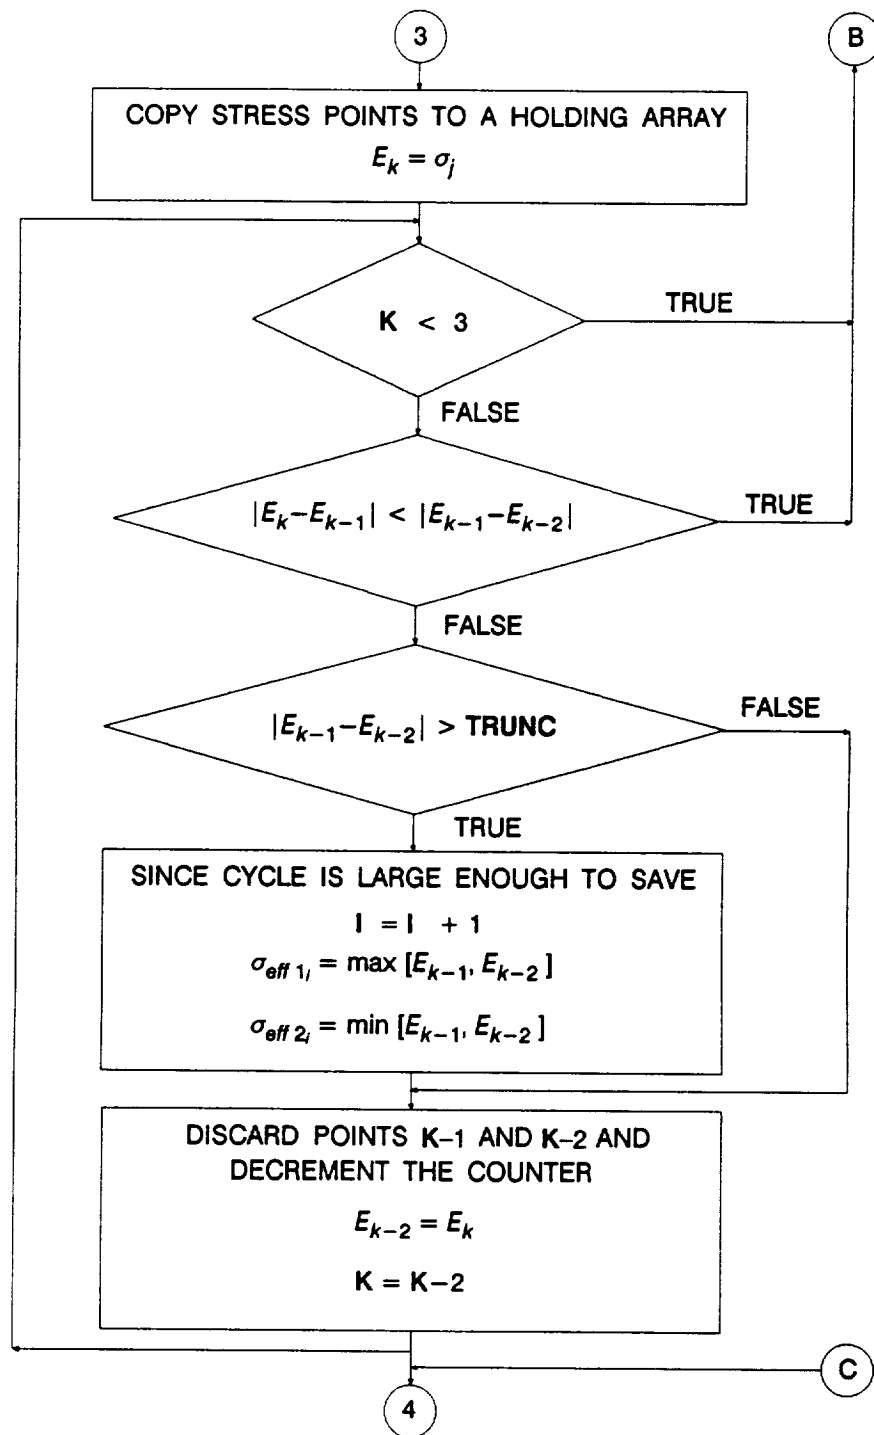 3
B
COPY STRESS POINTS TO A HOLDING ARRAY
E_k = σ_j
K < 3
TRUE
FALSE
|E_k−E_{k−1}| < |E_{k−1}−E_{k−2}|
TRUE
FALSE
|E_{k−1}−E_{k−2}| > TRUNC
FALSE
TRUE
SINCE CYCLE IS LARGE ENOUGH TO SAVE
I = I + 1
σ_{eff 1_i} = max [E_{k−1}, E_{k−2}]
σ_{eff 2_i} = min [E_{k−1}, E_{k−2}]
DISCARD POINTS K−1 AND K−2 AND
DECREMENT THE COUNTER
E_{k−2} = E_k
K = K−2
C
4